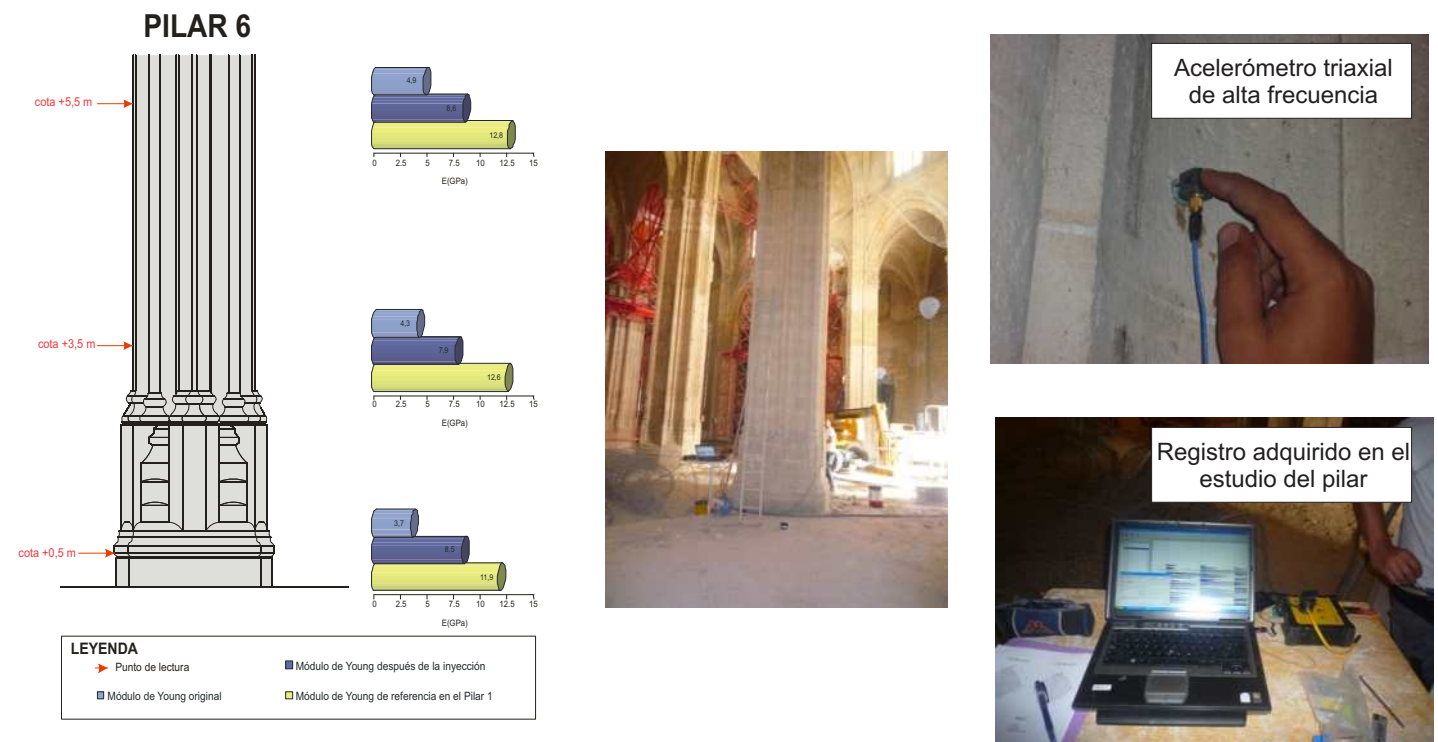 PILAR 6
cota +5,5 m
4,9
8,6
12,8
0 2.5 5 7.5 10 12.5 15
E(GPa)
cota +3,5 m
4,3
7,9
12,6
0 2.5 5 7.5 10 12.5 15
E(GPa)
cota +0,5 m
3,7
8,5
11,9
0 2.5 5 7.5 10 12.5 15
E(GPa)
LEYENDA
Punto de lectura
Módulo de Young después de la inyección
Módulo de Young original
Módulo de Young de referencia en el Pilar 1
Acelerómetro triaxial
de alta frecuencia
Registro adquirido en el
estudio del pilar